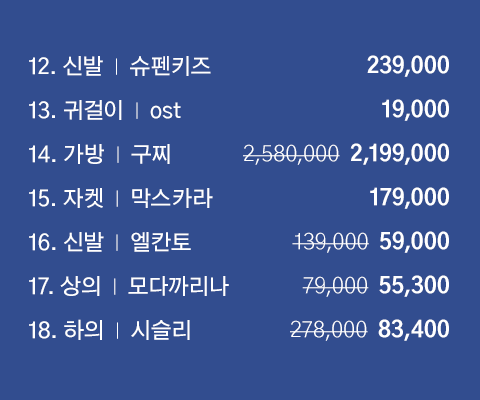 12. 신발 | 슈펜키즈 239,000
13. 귀걸이 | ost 19,000
14. 가방 | 구찌 2,580,000 2,199,000
15. 자켓 | 막스카라 179,000
16. 신발 | 엘칸토 139,000 59,000
17. 상의 | 모다까리나 79,000 55,300
18. 하의 | 시슬리 278,000 83,400